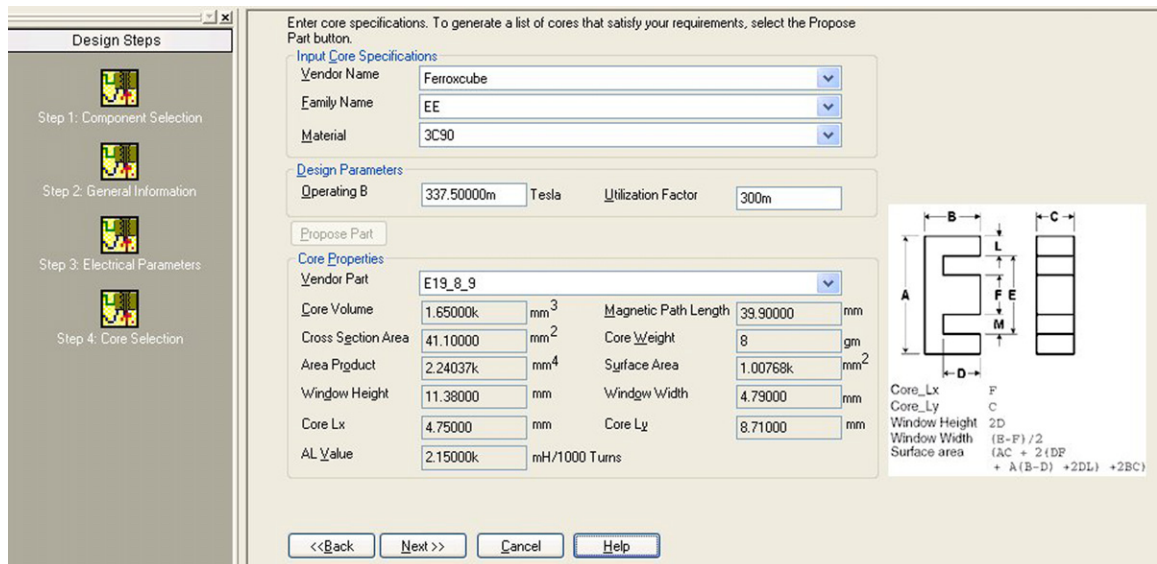 Design Steps
Step 1: Component Selection
Step 2: General Information
Step 3: Electrical Parameters
Step 4: Core Selection
Enter core specifications. To generate a list of cores that satisfy your requirements, select the Propose
Part button.
Input Core Specifications
Vendor Name Ferroxcube
Family Name EE
Material 3C90
Design Parameters
Operating B 337.50000m Tesla Utilization Factor 300m
Propose Part
Core Properties
Vendor Part E19_8_9
Core Volume 1.65000k mm3 Magnetic Path Length 39.90000 mm
Cross Section Area 41.10000 mm2 Core Weight 8 gm
Area Product 2.24037k mm4 Surface Area 1.00768k mm2
Window Height 11.38000 mm Window Width 4.79000 mm
Core Lx 4.75000 mm Core Ly 8.71000 mm
AL Value 2.15000k mH/1000 Turns
<<Back Next>> Cancel Help
B C
L
A F E
M
D
Core_Lx F
Core_Ly C
Window Height 2D
Window Width (E-F)/2
Surface area (AC + 2(DF
+ A(B-D) +2DL) +2BC)